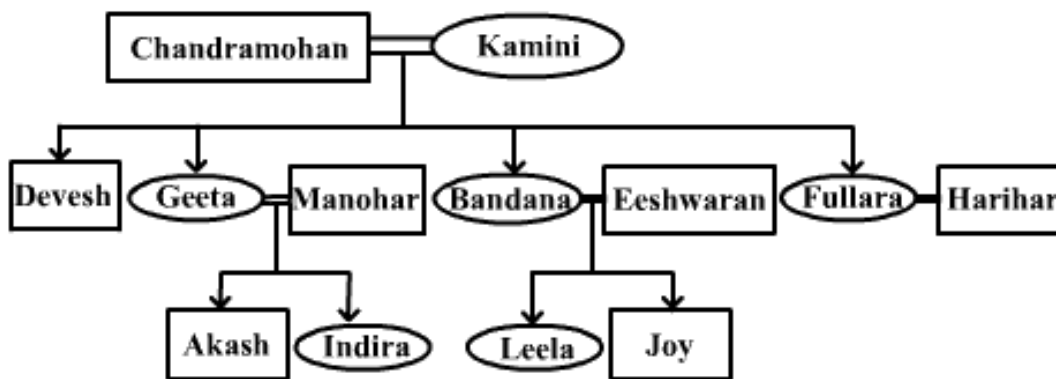 Chandramohan Kamini
Devesh Geeta Manohar Bandana Eeshwaran Fullara Harihar
Akash Indira Leela Joy